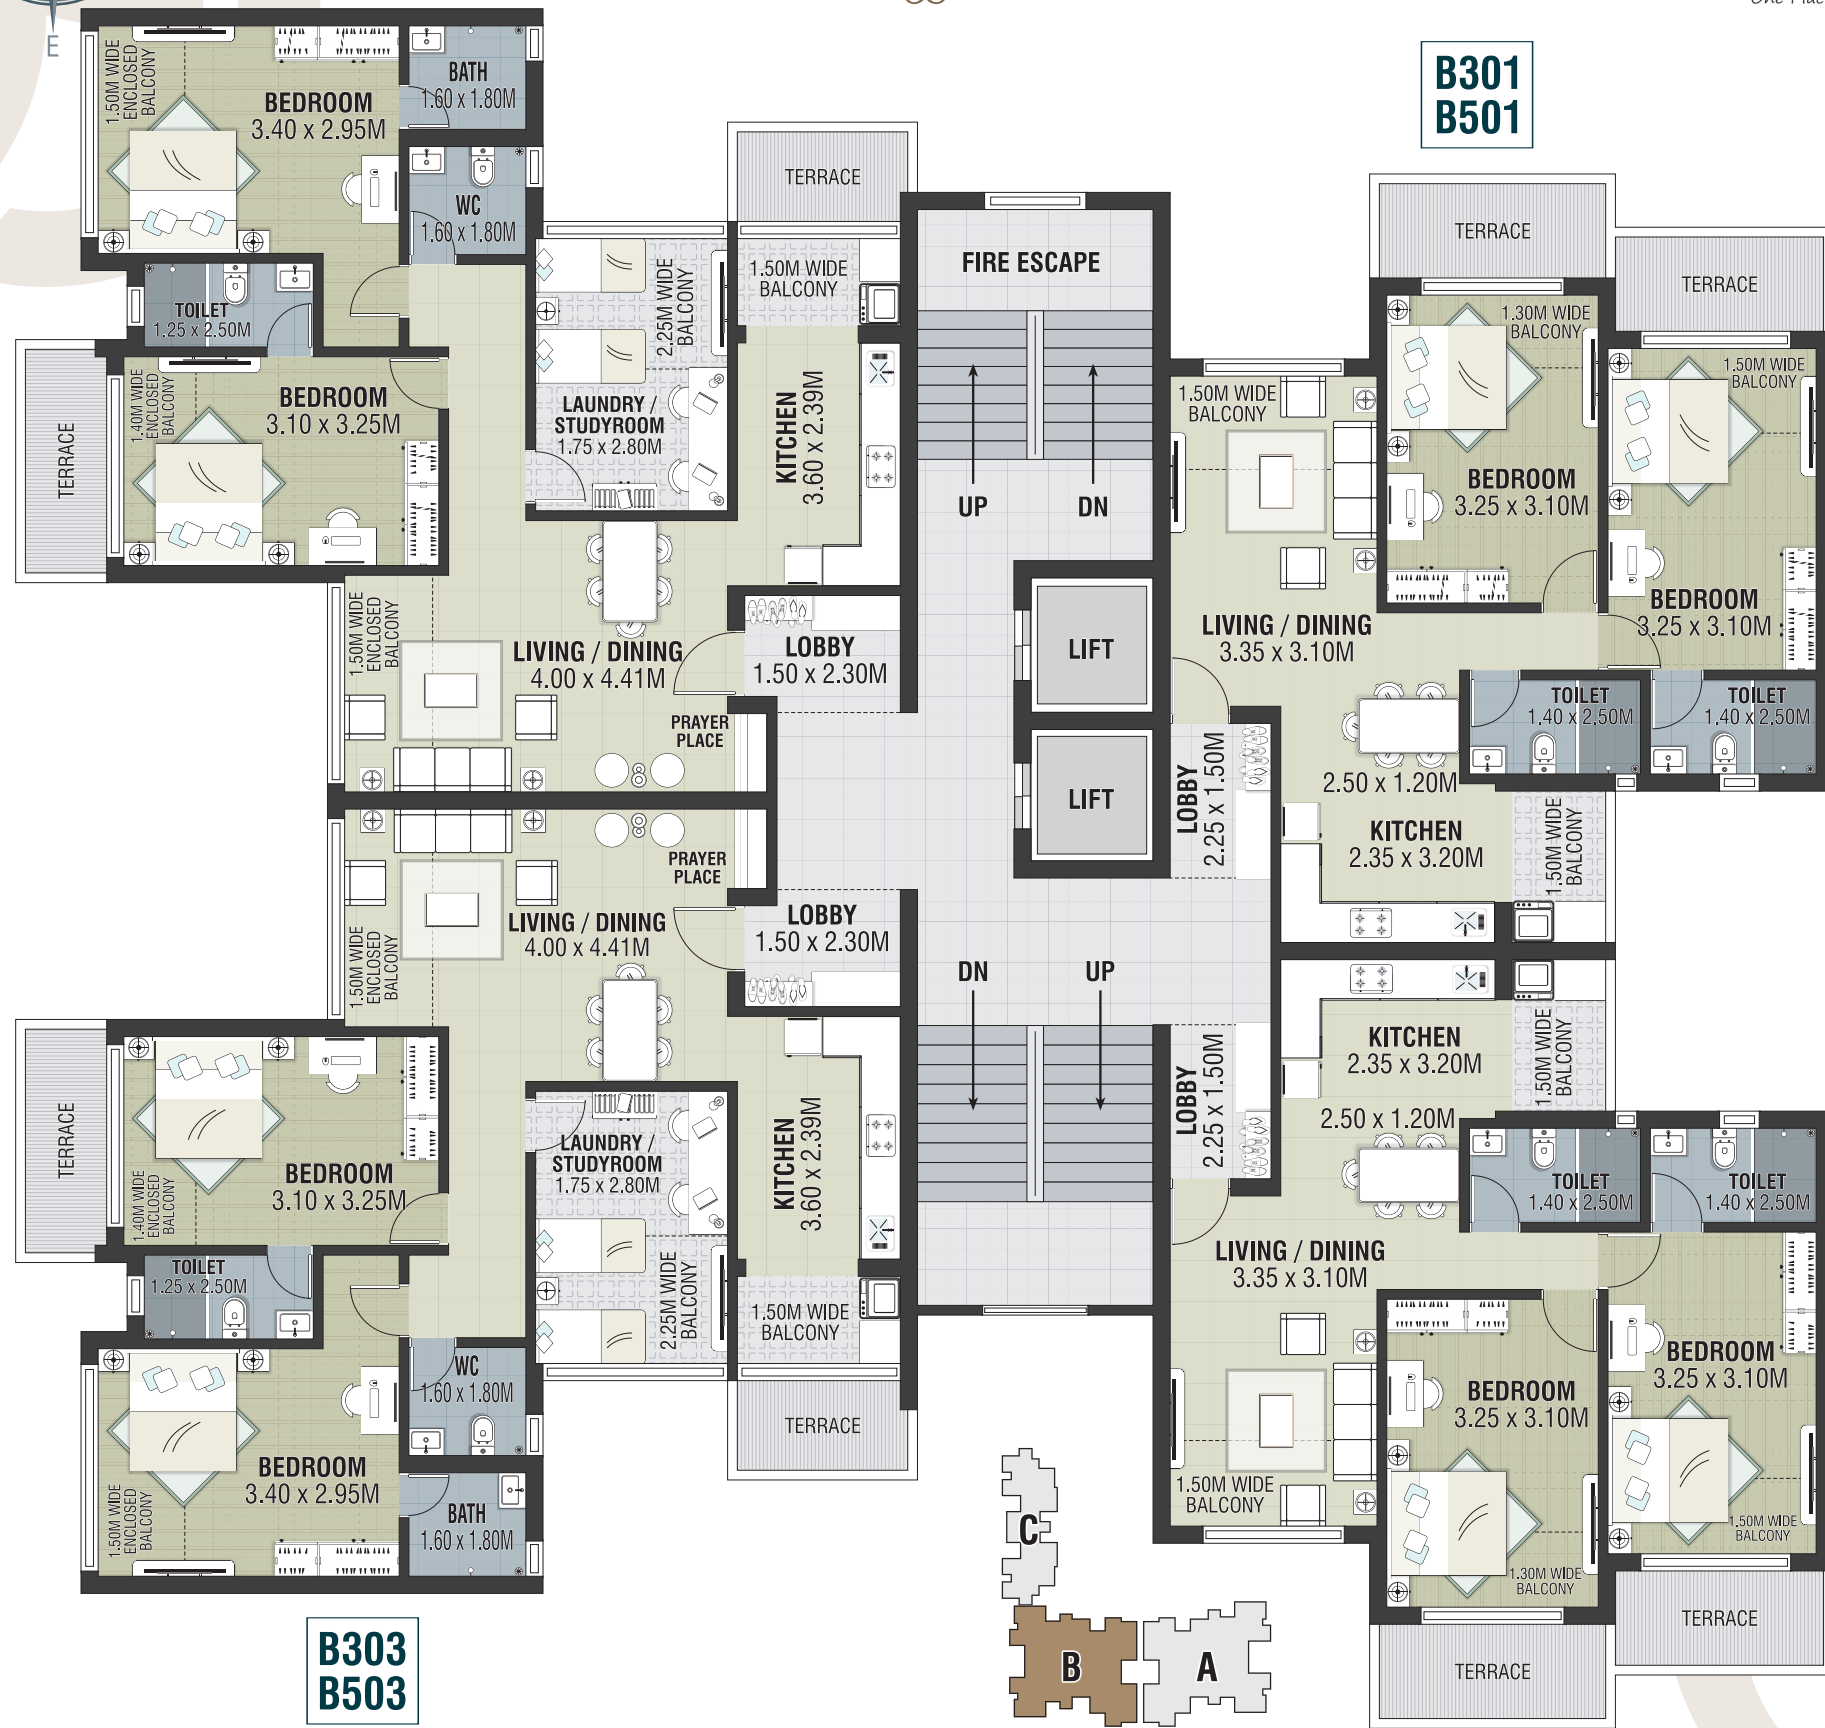 E
One Plac
B301
B501
1.50M WIDE
ENCLOSED
BALCONY
BEDROOM
3.40 x 2.95M
BATH
1.60 x 1.80M
WC
1.60 x 1.80M
TERRACE
TOILET
1.25 x 2.50M
2.25M WIDE
BALCONY
1.50M WIDE
BALCONY
FIRE ESCAPE
TERRACE
TERRACE
1.30M WIDE
BALCONY
1.50M WIDE
BALCONY
TERRACE
1.40M WIDE
ENCLOSED
BALCONY
BEDROOM
3.10 x 3.25M
LAUNDRY /
STUDYROOM
1.75 x 2.80M
KITCHEN
3.60 x 2.39M
UP
DN
1.50M WIDE
BALCONY
BEDROOM
3.25 x 3.10M
BEDROOM
3.25 x 3.10M
1.50M WIDE
ENCLOSED
BALCONY
LIVING / DINING
4.00 x 4.41M
LOBBY
1.50 x 2.30M
LIFT
LIVING / DINING
3.35 x 3.10M
PRAYER
PLACE
TOILET
1.40 x 2.50M
TOILET
1.40 x 2.50M
LIFT
LOBBY
2.25 x 1.50M
2.50 x 1.20M
KITCHEN
2.35 x 3.20M
1.50M WIDE
BALCONY
PRAYER
PLACE
1.50M WIDE
ENCLOSED
BALCONY
LIVING / DINING
4.00 x 4.41M
LOBBY
1.50 x 2.30M
DN
UP
KITCHEN
2.35 x 3.20M
1.50M WIDE
BALCONY
LOBBY
2.25 x 1.50M
2.50 x 1.20M
TERRACE
1.40M WIDE
ENCLOSED
BALCONY
BEDROOM
3.10 x 3.25M
LAUNDRY /
STUDYROOM
1.75 x 2.80M
KITCHEN
3.60 x 2.39M
TOILET
1.40 x 2.50M
TOILET
1.40 x 2.50M
TOILET
1.25 x 2.50M
2.25M WIDE
BALCONY
1.50M WIDE
BALCONY
LIVING / DINING
3.35 x 3.10M
WC
1.60 x 1.80M
BEDROOM
3.25 x 3.10M
BEDROOM
3.25 x 3.10M
TERRACE
1.50M WIDE
ENCLOSED
BALCONY
BEDROOM
3.40 x 2.95M
BATH
1.60 x 1.80M
1.50M WIDE
BALCONY
1.30M WIDE
BALCONY
1.50M WIDE
BALCONY
TERRACE
TERRACE
C
B
A
B303
B503